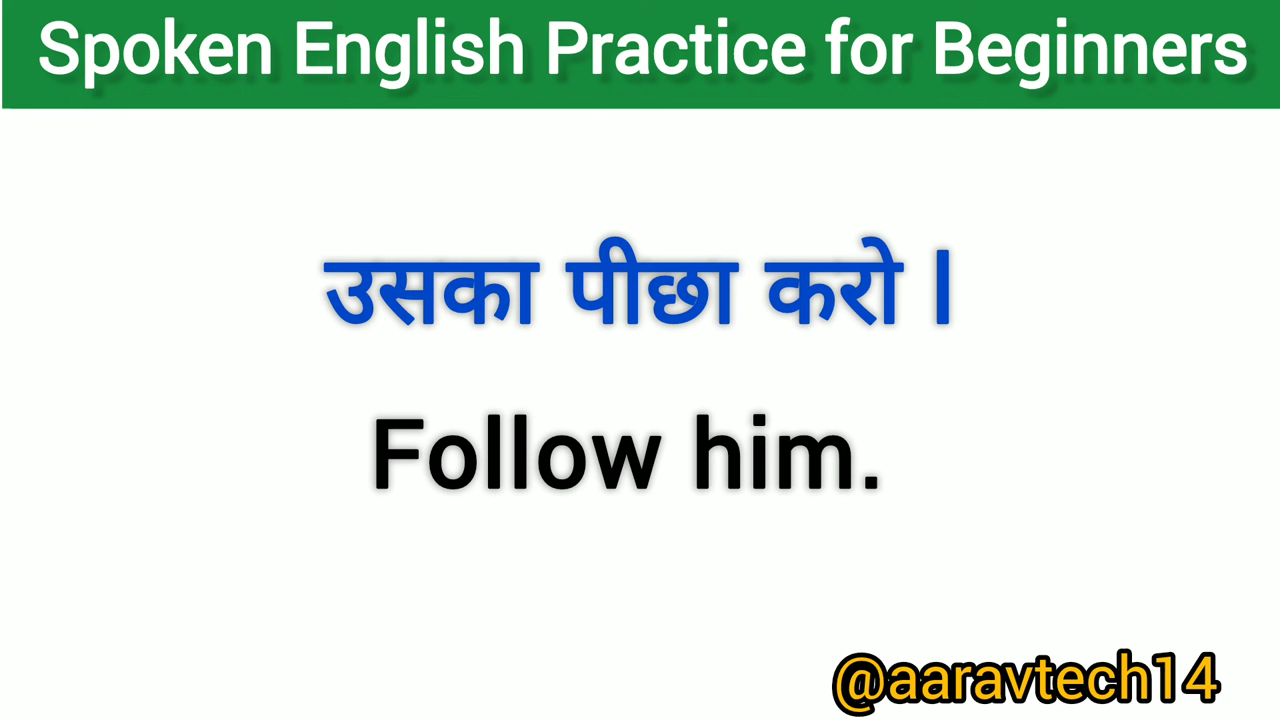 Spoken English Practice for Beginners
उसका पीछा करो ।
Follow him.
@aaravtech14